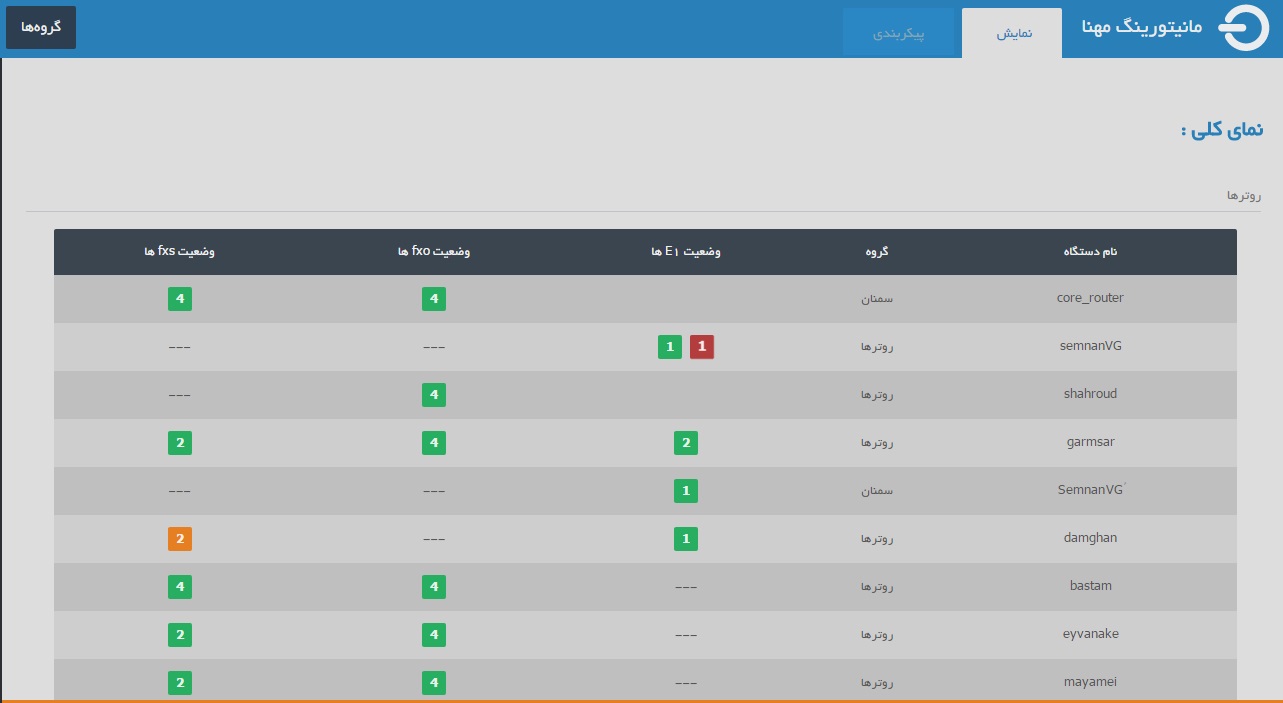 مانیتورینگ مهنا نمایش پیکربندی گروه‌ها
نمای کلی :
روترها
نام دستگاه گروه وضعیت E۱ ها وضعیت fxo ها وضعیت fxs ها
core_router سمنان 4 4
semnanVG روترها 1 1 --- ---
shahroud روترها 4 ---
garmsar روترها 2 4 2
SemnanVG´ سمنان 1 --- ---
damghan روترها 1 --- 2
bastam روترها --- 4 4
eyvanake روترها --- 4 2
mayamei روترها --- 4 2